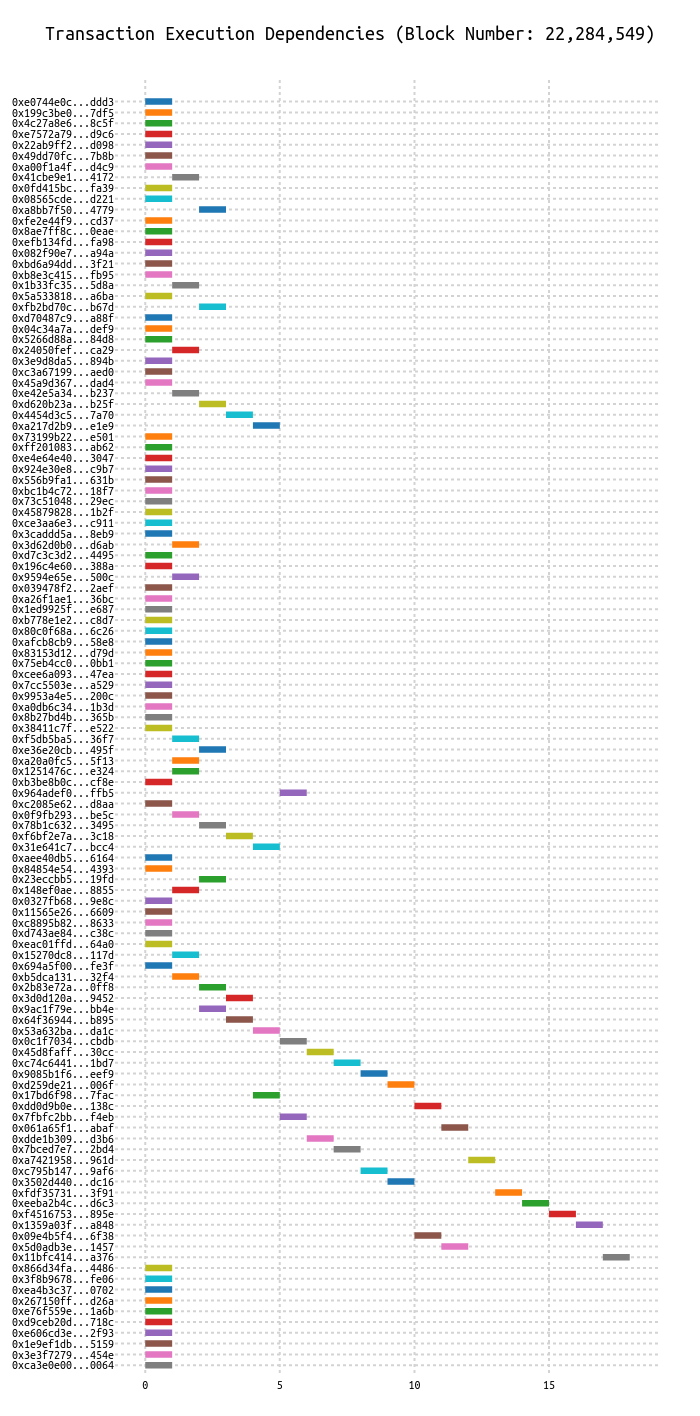 Transaction Execution Dependencies (Block Number: 22,284,549)
0xe0744e0c...ddd3
0x199c3be0...7df5
0x4c27a8e6...8c5f
0xe7572a79...d9c6
0x22ab9ff2...d098
0x49dd70fc...7b8b
0xa00f1a4f...d4c9
0x41cbe9e1...4172
0x0fd415bc...fa39
0x08565cde...d221
0xa8bb7f50...4779
0xfe2e44f9...cd37
0x8ae7ff8c...0eae
0xefb134fd...fa98
0x082f90e7...a94a
0xbd6a94dd...3f21
0xb8e3c415...fb95
0x1b33fc35...5d8a
0x5a533818...a6ba
0xfb2bd70c...b67d
0xd70487c9...a88f
0x04c34a7a...def9
0x5266d88a...84d8
0x24050fef...ca29
0x3e9d8da5...894b
0xc3a67199...aed0
0x45a9d367...dad4
0xe42e5a34...b237
0xd620b23a...b25f
0x4454d3c5...7a70
0xa217d2b9...e1e9
0x73199b22...e501
0xff201083...ab62
0xe4e64e40...3047
0x924e30e8...c9b7
0x556b9fa1...631b
0xbc1b4c72...18f7
0x73c51048...29ec
0x45879828...1b2f
0xce3aa6e3...c911
0x3caddd5a...8eb9
0x3d62d0b0...d6ab
0xd7c3c3d2...4495
0x196c4e60...388a
0x9594e65e...500c
0x039478f2...2aef
0xa26f1ae1...36bc
0x1ed9925f...e687
0xb778e1e2...c8d7
0x80c0f68a...6c26
0xafcb8cb9...58e8
0x83153d12...d79d
0x75eb4cc0...0bb1
0xcee6a093...47ea
0x7cc5503e...a529
0x9953a4e5...200c
0xa0db6c34...1b3d
0x8b27bd4b...365b
0x38411c7f...e522
0xf5db5ba5...36f7
0xe36e20cb...495f
0xa20a0fc5...5f13
0x1251476c...e324
0xb3be8b0c...cf8e
0x964adef0...ffb5
0xc2085e62...d8aa
0x0f9fb293...be5c
0x78b1c632...3495
0xf6bf2e7a...3c18
0x31e641c7...bcc4
0xaee40db5...6164
0x84854e54...4393
0x23eccbb5...19fd
0x148ef0ae...8855
0x0327fb68...9e8c
0x11565e26...6609
0xc8895b82...8633
0xd743ae84...c38c
0xeac01ffd...64a0
0x15270dc8...117d
0x694a5f00...fe3f
0xb5dca131...32f4
0x2b83e72a...0ff8
0x3d0d120a...9452
0x9ac1f79e...bb4e
0x64f36944...b895
0x53a632ba...da1c
0x0c1f7034...cbdb
0x45d8faff...30cc
0xc74c6441...1bd7
0x9085b1f6...eef9
0xd259de21...006f
0x17bd6f98...7fac
0xdd0d9b0e...138c
0x7fbfc2bb...f4eb
0x061a65f1...abaf
0xdde1b309...d3b6
0x7bced7e7...2bd4
0xa7421958...961d
0xc795b147...9af6
0x3502d440...dc16
0xfdf35731...3f91
0xeeba2b4c...d6c3
0xf4516753...895e
0x1359a03f...a848
0x09e4b5f4...6f38
0x5d0adb3e...1457
0x11bfc414...a376
0x866d34fa...4486
0x3f8b9678...fe06
0xea4b3c37...0702
0x267150ff...d26a
0xe76f559e...1a6b
0xd9ceb20d...718c
0xe606cd3e...2f93
0x1e9ef1db...5159
0x3e3f7279...454e
0xca3e0e00...0064
0 5 10 15